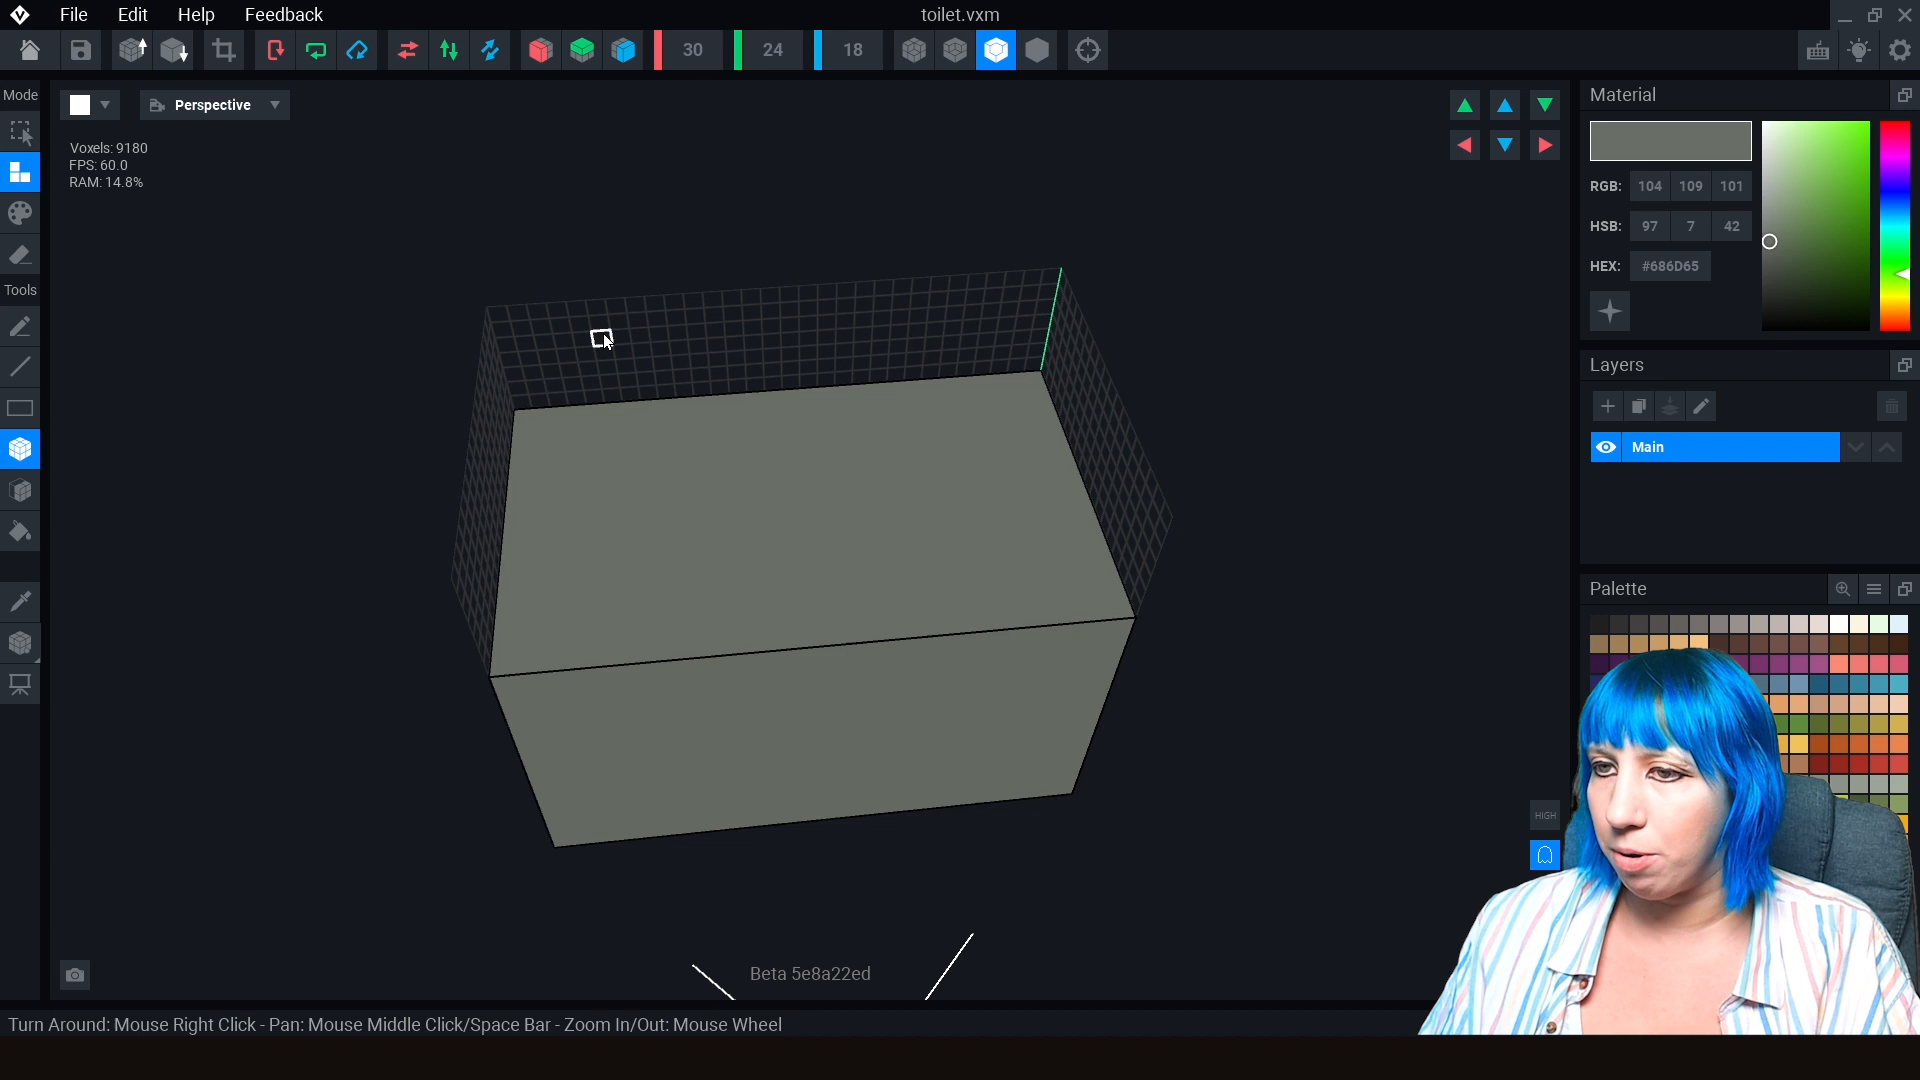 File Edit Help Feedback
toilet.vxm
30 24 18
Mode
Perspective
Voxels: 9180
FPS: 60.0
RAM: 14.8%
Tools
Material
RGB: 104 109 101
HSB: 97 7 42
HEX: #686D65
Layers
Main
Palette
HIGH
Beta 5e8a22ed
Turn Around: Mouse Right Click - Pan: Mouse Middle Click/Space Bar - Zoom In/Out: Mouse Wheel